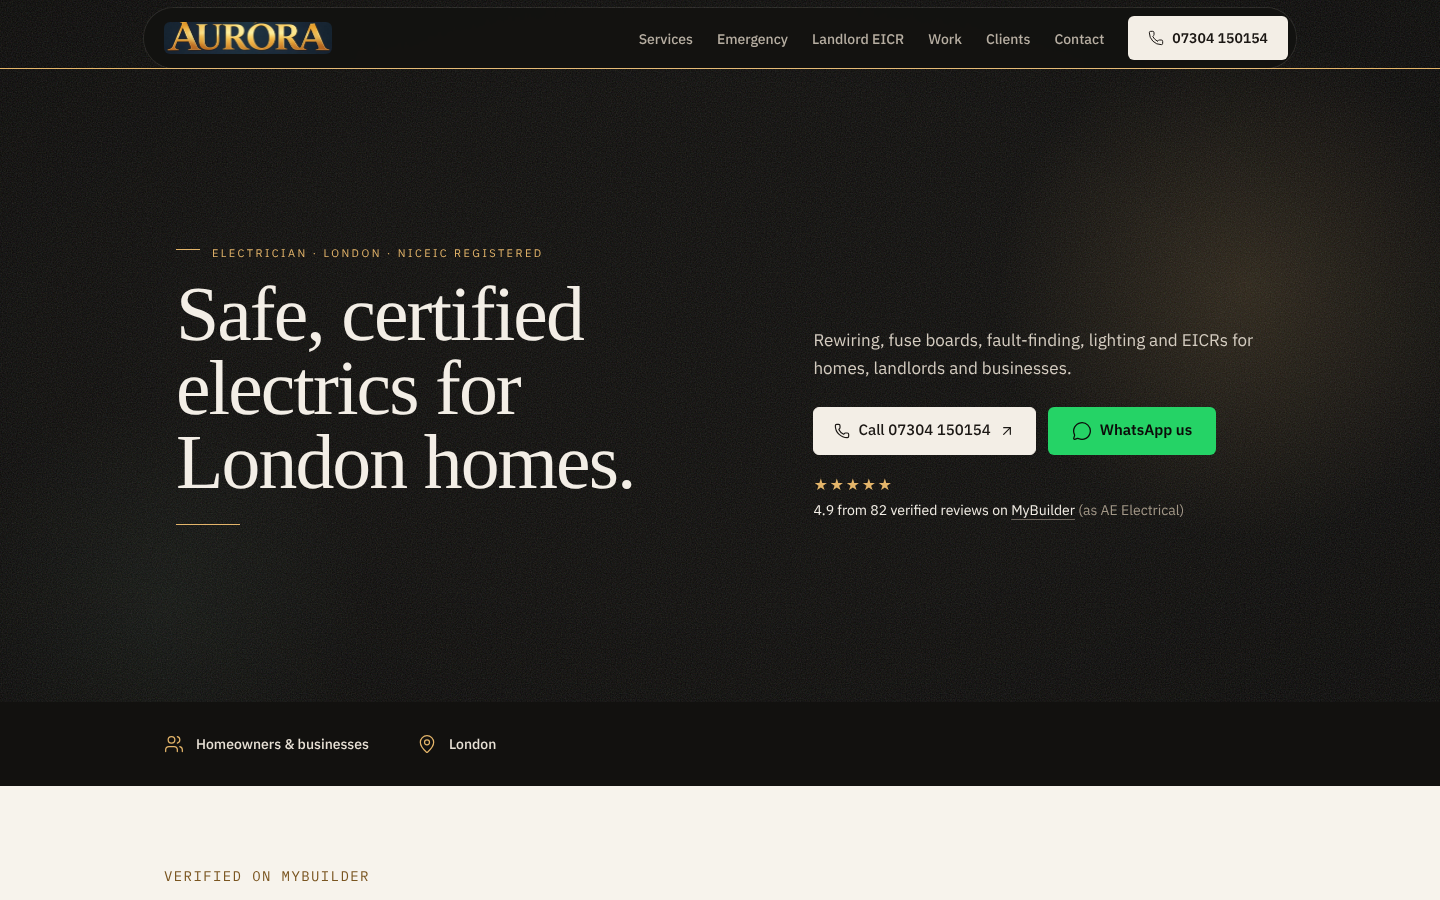 AURORA
Services
Emergency
Landlord EICR
Work
Clients
Contact
07304 150154
ELECTRICIAN · LONDON · NICEIC REGISTERED
Safe, certified
electrics for
London homes.
Rewiring, fuse boards, fault-finding, lighting and EICRs for
homes, landlords and businesses.
Call 07304 150154
WhatsApp us
★★★★★
4.9 from 82 verified reviews on MyBuilder (as AE Electrical)
Homeowners & businesses
London
VERIFIED ON MYBUILDER